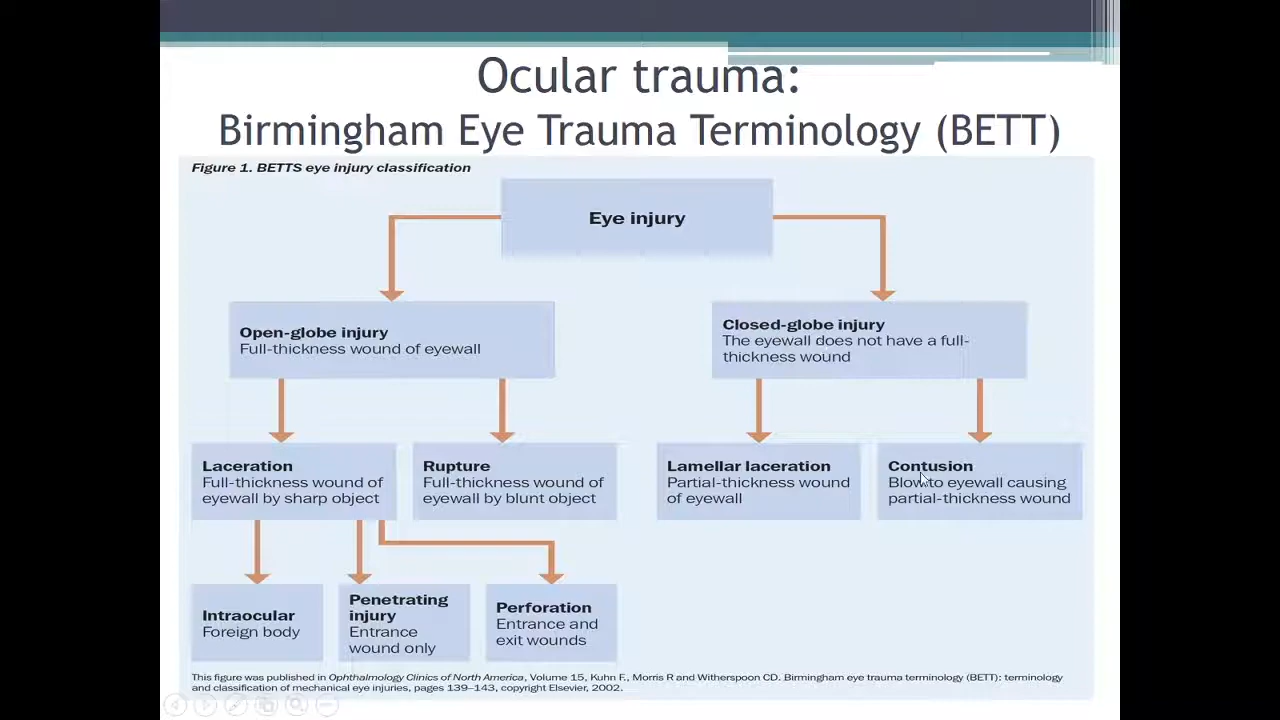 Ocular trauma:
Birmingham Eye Trauma Terminology (BETT)
Figure 1. BETTS eye injury classification
Eye injury
Open-globe injury
Full-thickness wound of eyewall
Closed-globe injury
The eyewall does not have a full-
thickness wound
Laceration
Full-thickness wound of
eyewall by sharp object
Rupture
Full-thickness wound of
eyewall by blunt object
Lamellar laceration
Partial-thickness wound
of eyewall
Contusion
Blow to eyewall causing
partial-thickness wound
Intraocular
Foreign body
Penetrating
injury
Entrance
wound only
Perforation
Entrance and
exit wounds
This figure was published in Ophthalmology Clinics of North America, Volume 15, Kuhn F., Morris R and Witherspoon CD. Birmingham eye trauma terminology (BETT): terminology
and classification of mechanical eye injuries, pages 139–143, copyright Elsevier, 2002.